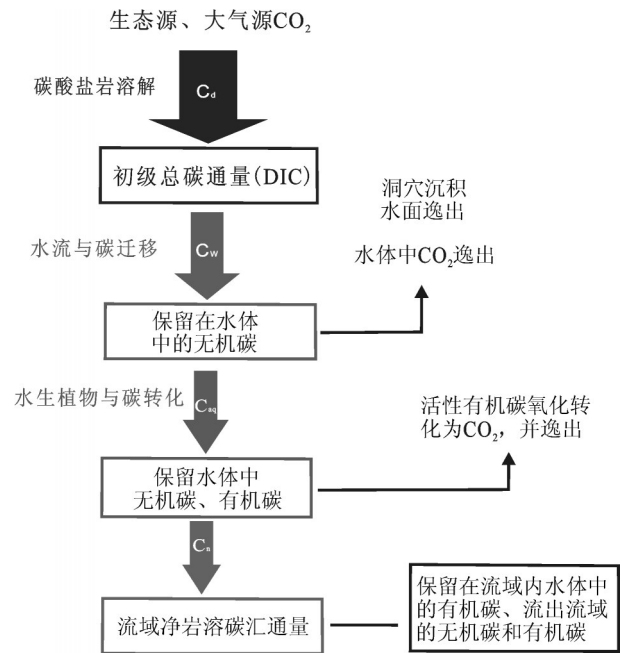 生态源、大气源CO₂
碳酸盐岩溶解
C_d
初级总碳通量(DIC)
洞穴沉积
水面逸出
水流与碳迁移
C_w
水体中CO₂逸出
保留在水体
中的无机碳
水生植物与碳转化
C_aq
活性有机碳氧化转
化为CO₂，并逸出
保留水体中
无机碳、有机碳
C_n
流域净岩溶碳汇通量
保留在流域内水体中
的有机碳、流出流域
的无机碳和有机碳